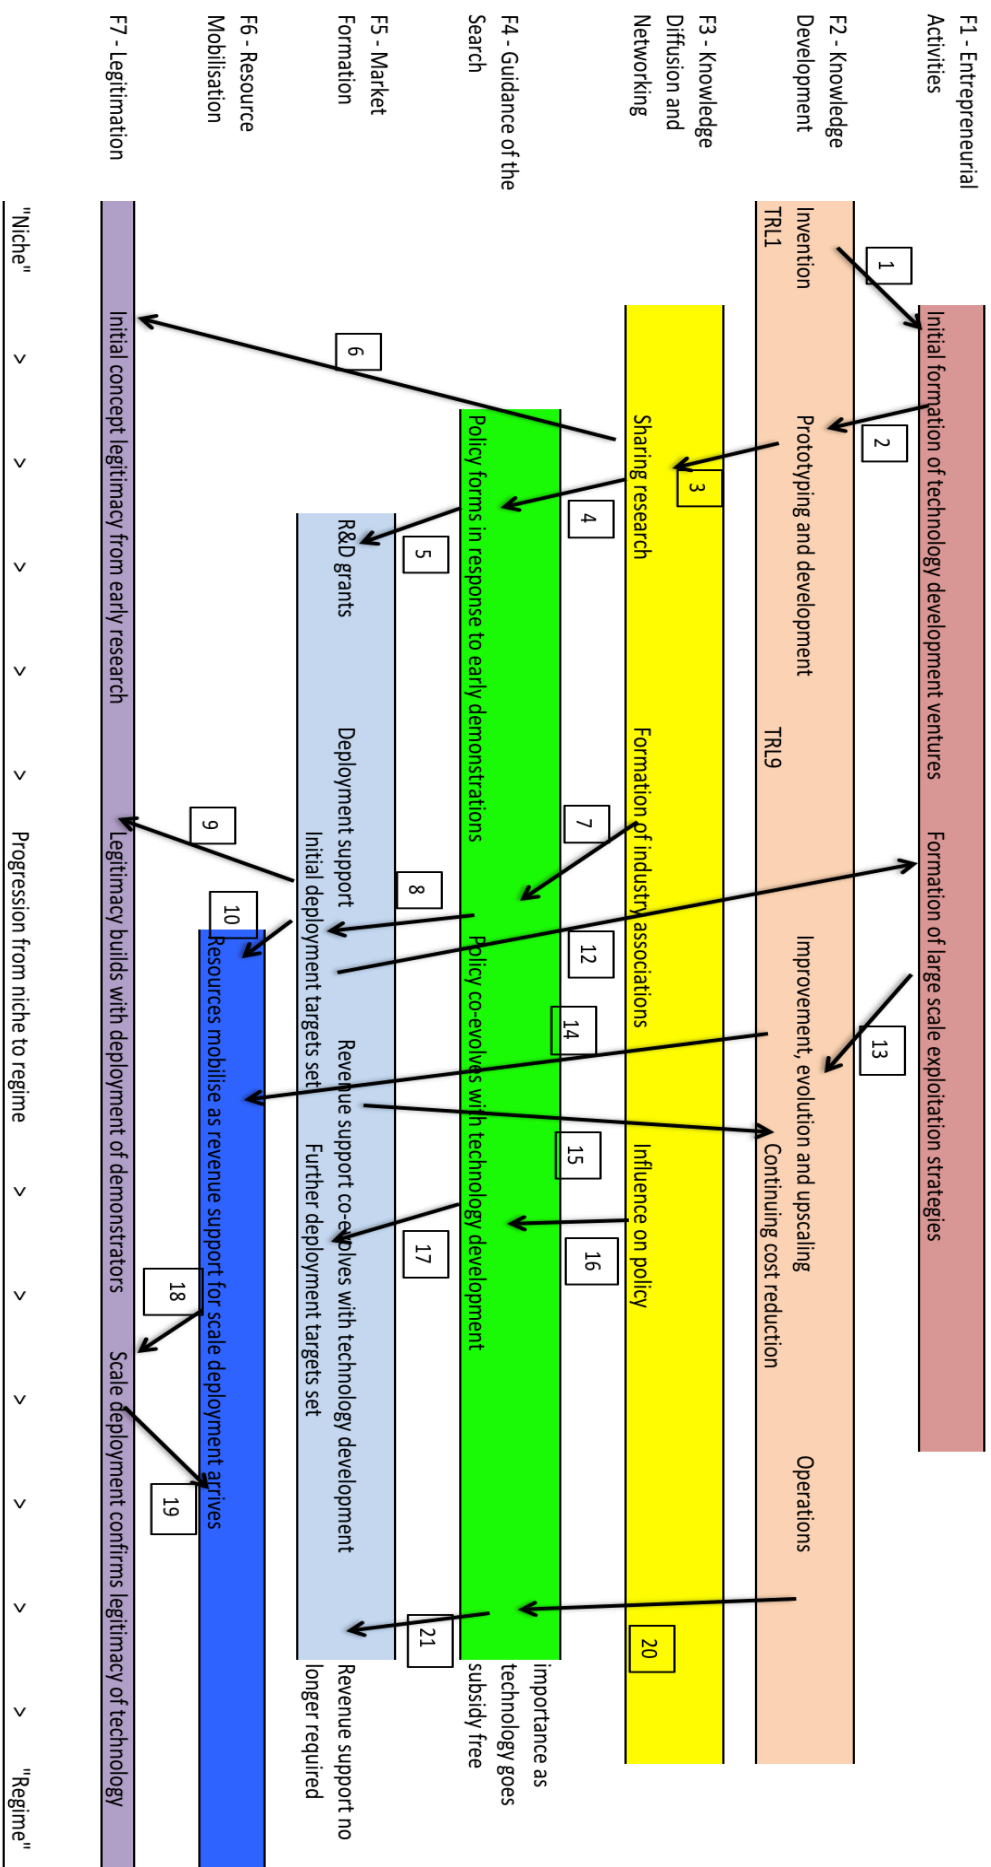 F1 - Entrepreneurial
Activities
Initial formation of technology development ventures
Formation of large scale exploitation strategies
1
2
13
F2 - Knowledge
Development
Invention
TRL1
Prototyping and development
TRL9
Improvement, evolution and upscaling
Continuing cost reduction
Operations
3
F3 - Knowledge
Diffusion and
Networking
Sharing research
Formation of industry associations
Influence on policy
20
4
7
12
14
15
16
F4 - Guidance of the
Search
Policy forms in response to early demonstrations
Policy co-evolves with technology development
importance as
technology goes
subsidy free
5
8
17
21
F5 - Market
Formation
R&D grants
Deployment support
Initial deployment targets set
Revenue support co-evolves with technology development
Further deployment targets set
Revenue support no
longer required
6
9
10
F6 - Resource
Mobilisation
Resources mobilise as revenue support for scale deployment arrives
18
19
F7 - Legitimation
Initial concept legitimacy from early research
Legitimacy builds with deployment of demonstrators
Scale deployment confirms legitimacy of technology
"Niche" > > > > > Progression from niche to regime > > > > > > "Regime"